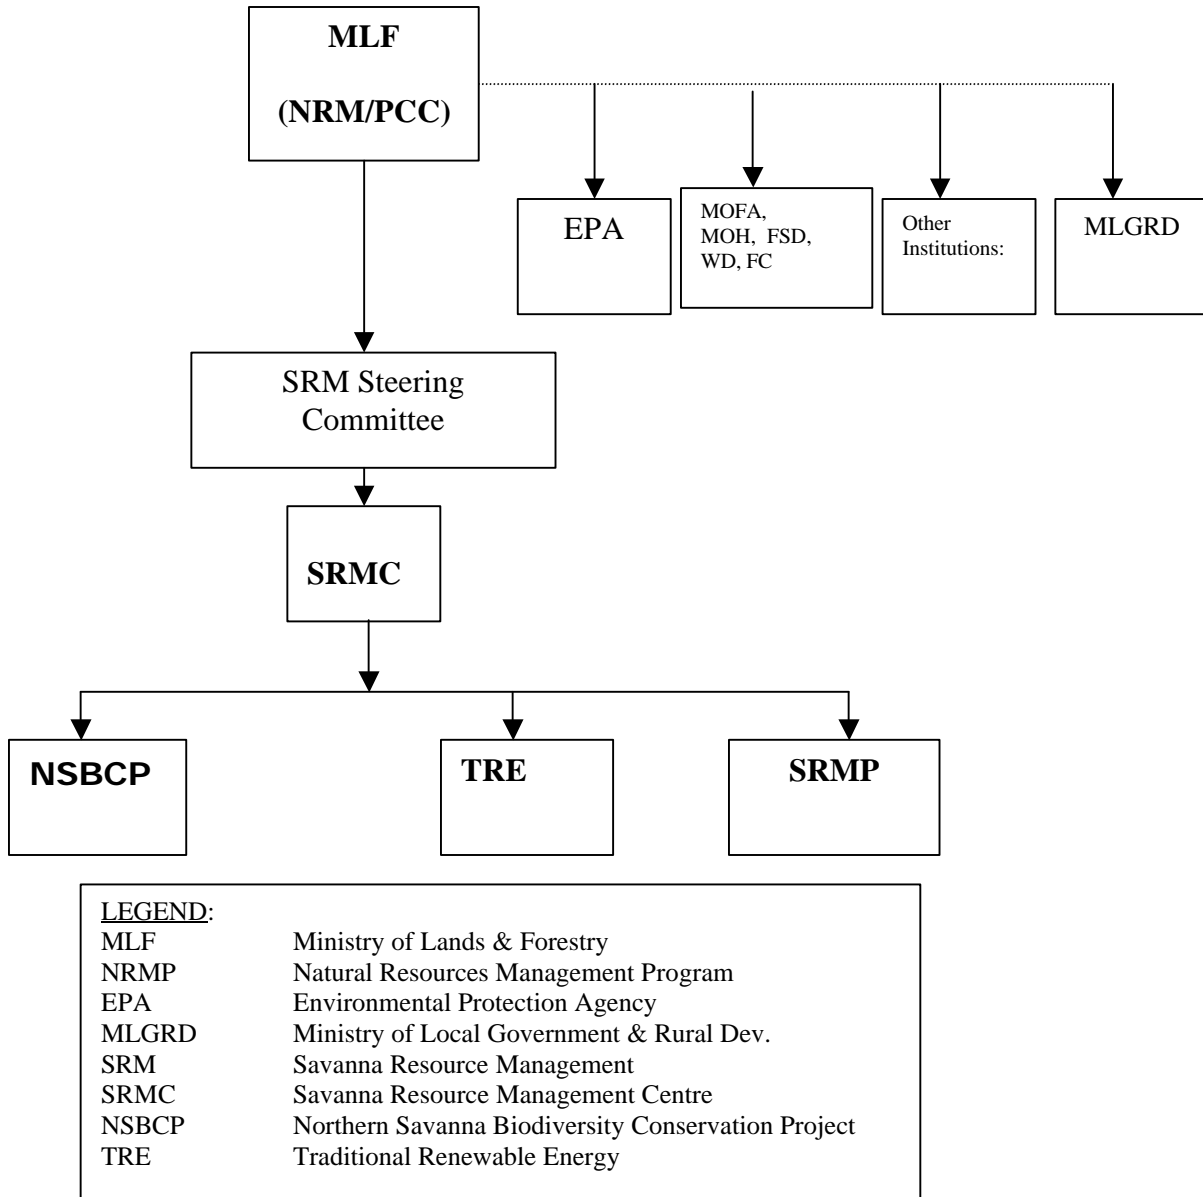 MLF
(NRM/PCC)
EPA
MOFA,
MOH, FSD,
WD, FC
Other
Institutions:
MLGRD
SRM Steering
Committee
SRMC
NSBCP
TRE
SRMP
LEGEND:
MLF Ministry of Lands & Forestry
NRMP Natural Resources Management Program
EPA Environmental Protection Agency
MLGRD Ministry of Local Government & Rural Dev.
SRM Savanna Resource Management
SRMC Savanna Resource Management Centre
NSBCP Northern Savanna Biodiversity Conservation Project
TRE Traditional Renewable Energy